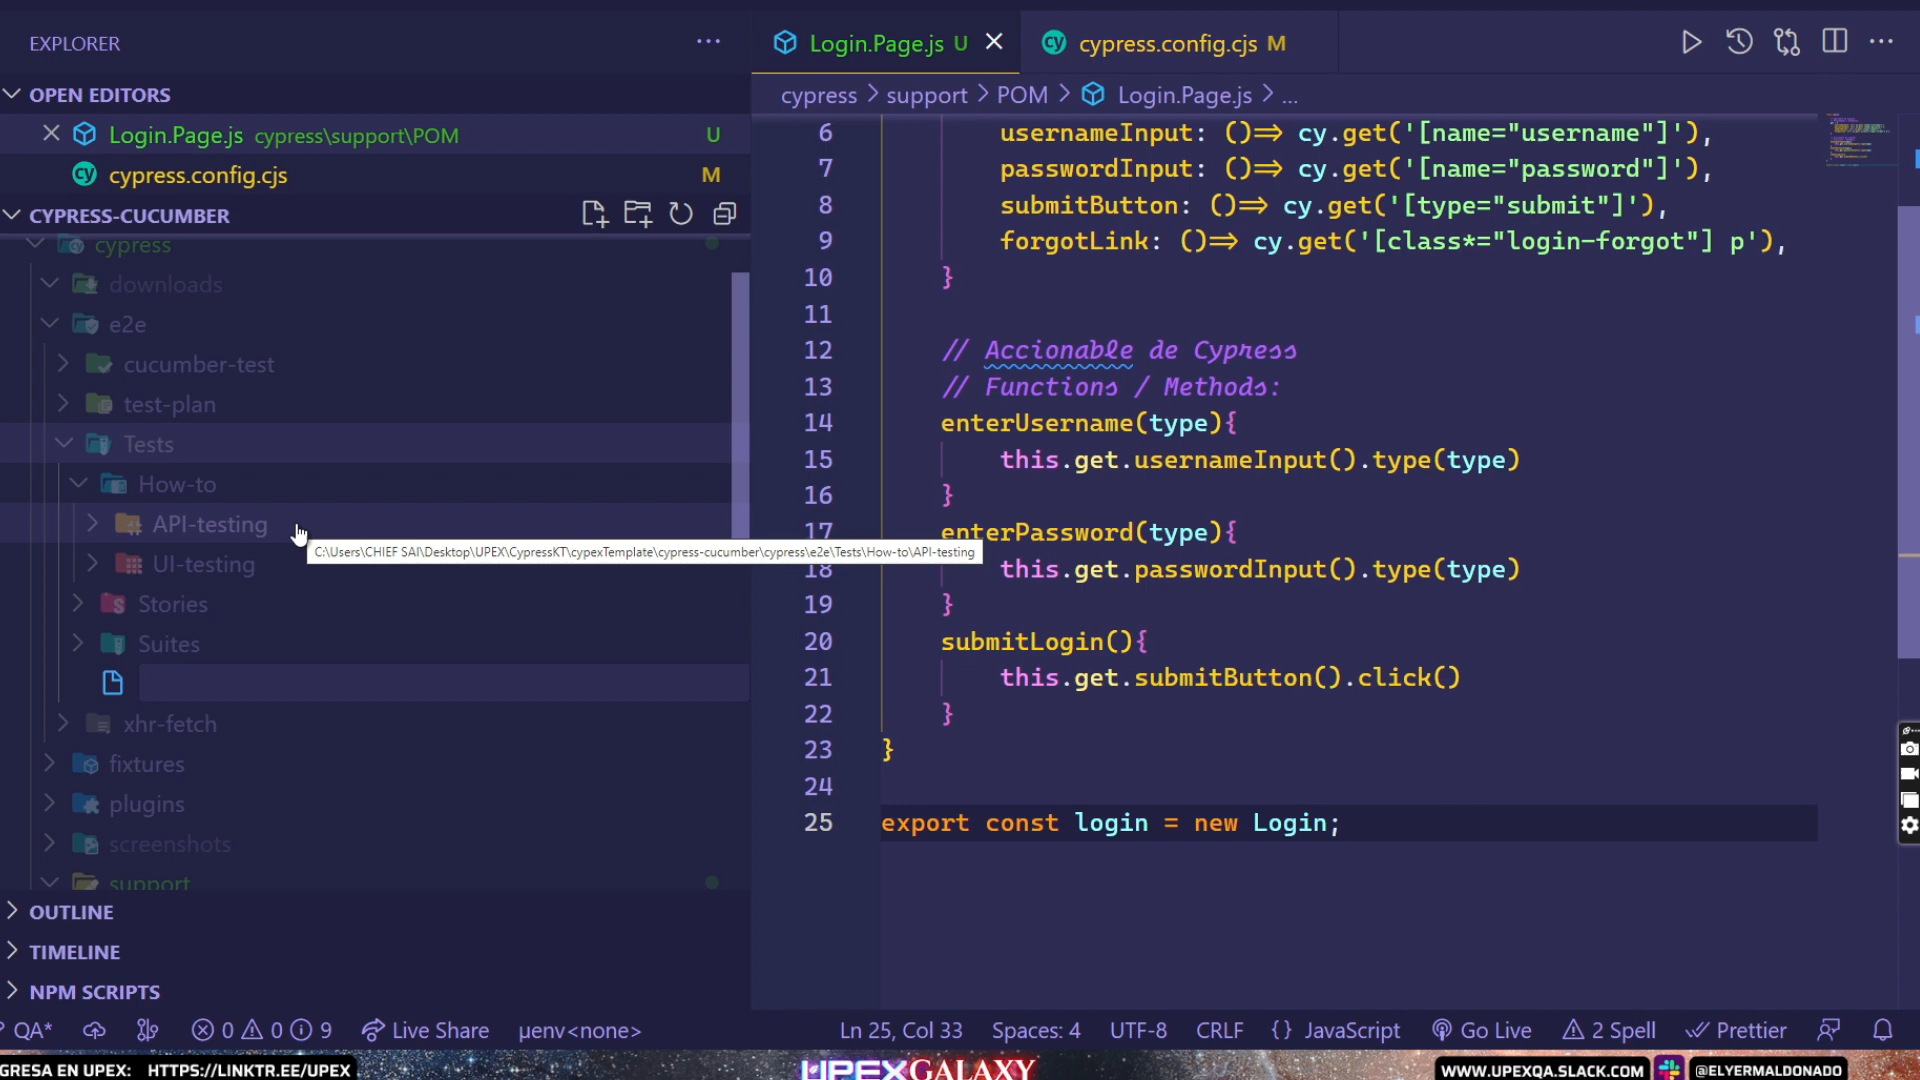 EXPLORER
OPEN EDITORS
Login.Page.js cypress\support\POM U
cypress.config.cjs M
CYPRESS-CUCUMBER
cypress
downloads
e2e
cucumber-test
test-plan
Tests
How-to
API-testing
UI-testing
Stories
Suites
xhr-fetch
fixtures
plugins
screenshots
support
OUTLINE
TIMELINE
NPM SCRIPTS
C:\Users\CHIEF SAI\Desktop\UPEX\CypressKT\cypexTemplate\cypress-cucumber\cypress\e2e\Tests\How-to\API-testing
Login.Page.js U
cypress.config.cjs M
cypress > support > POM > Login.Page.js > ...
6 usernameInput: ()=> cy.get('[name="username"]'),
7 passwordInput: ()=> cy.get('[name="password"]'),
8 submitButton: ()=> cy.get('[type="submit"]'),
9 forgotLink: ()=> cy.get('[class*="login-forgot"] p'),
10 }
11
12 // Accionable de Cypress
13 // Functions / Methods:
14 enterUsername(type){
15 this.get.usernameInput().type(type)
16 }
17 enterPassword(type){
18 this.get.passwordInput().type(type)
19 }
20 submitLogin(){
21 this.get.submitButton().click()
22 }
23 }
24
25 export const login = new Login;
QA* 0 0 9 Live Share µenv<none> Ln 25, Col 33 Spaces: 4 UTF-8 CRLF {} JavaScript Go Live 2 Spell Prettier
GRESA EN UPEX: HTTPS://LINKTR.EE/UPEX UPEXGALAXY WWW.UPEXQA.SLACK.COM @ELYERMALDONADO